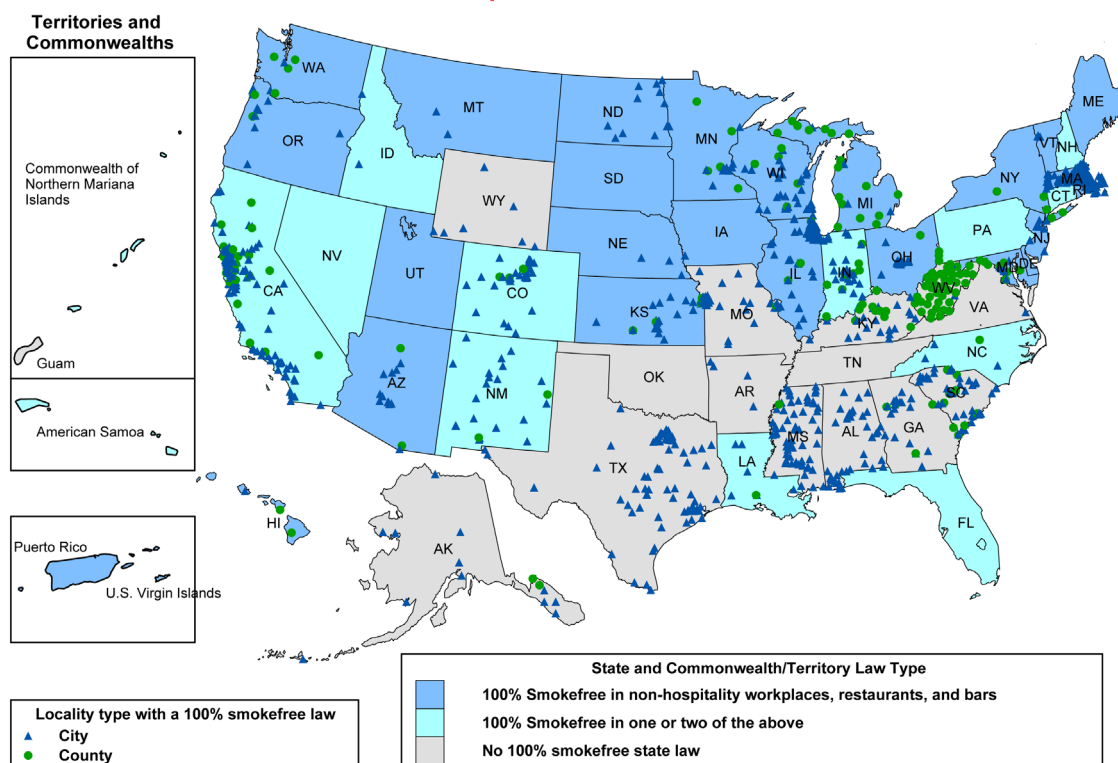 Territories and
Commonwealths
Commonwealth of
Northern Mariana
Islands
Guam
American Samoa
Puerto Rico
U.S. Virgin Islands
WA
OR
ID
MT
ND
MN
WI
MI
ME
VT
NH
NY
MA
CT
RI
WY
SD
NE
IA
IL
IN
OH
PA
NJ
MD
DE
NV
CA
UT
CO
KS
MO
KY
WV
VA
AZ
NM
OK
AR
TN
NC
SC
TX
LA
MS
AL
GA
FL
HI
AK
State and Commonwealth/Territory Law Type
100% Smokefree in non-hospitality workplaces, restaurants, and bars
100% Smokefree in one or two of the above
No 100% smokefree state law
Locality type with a 100% smokefree law
City
County